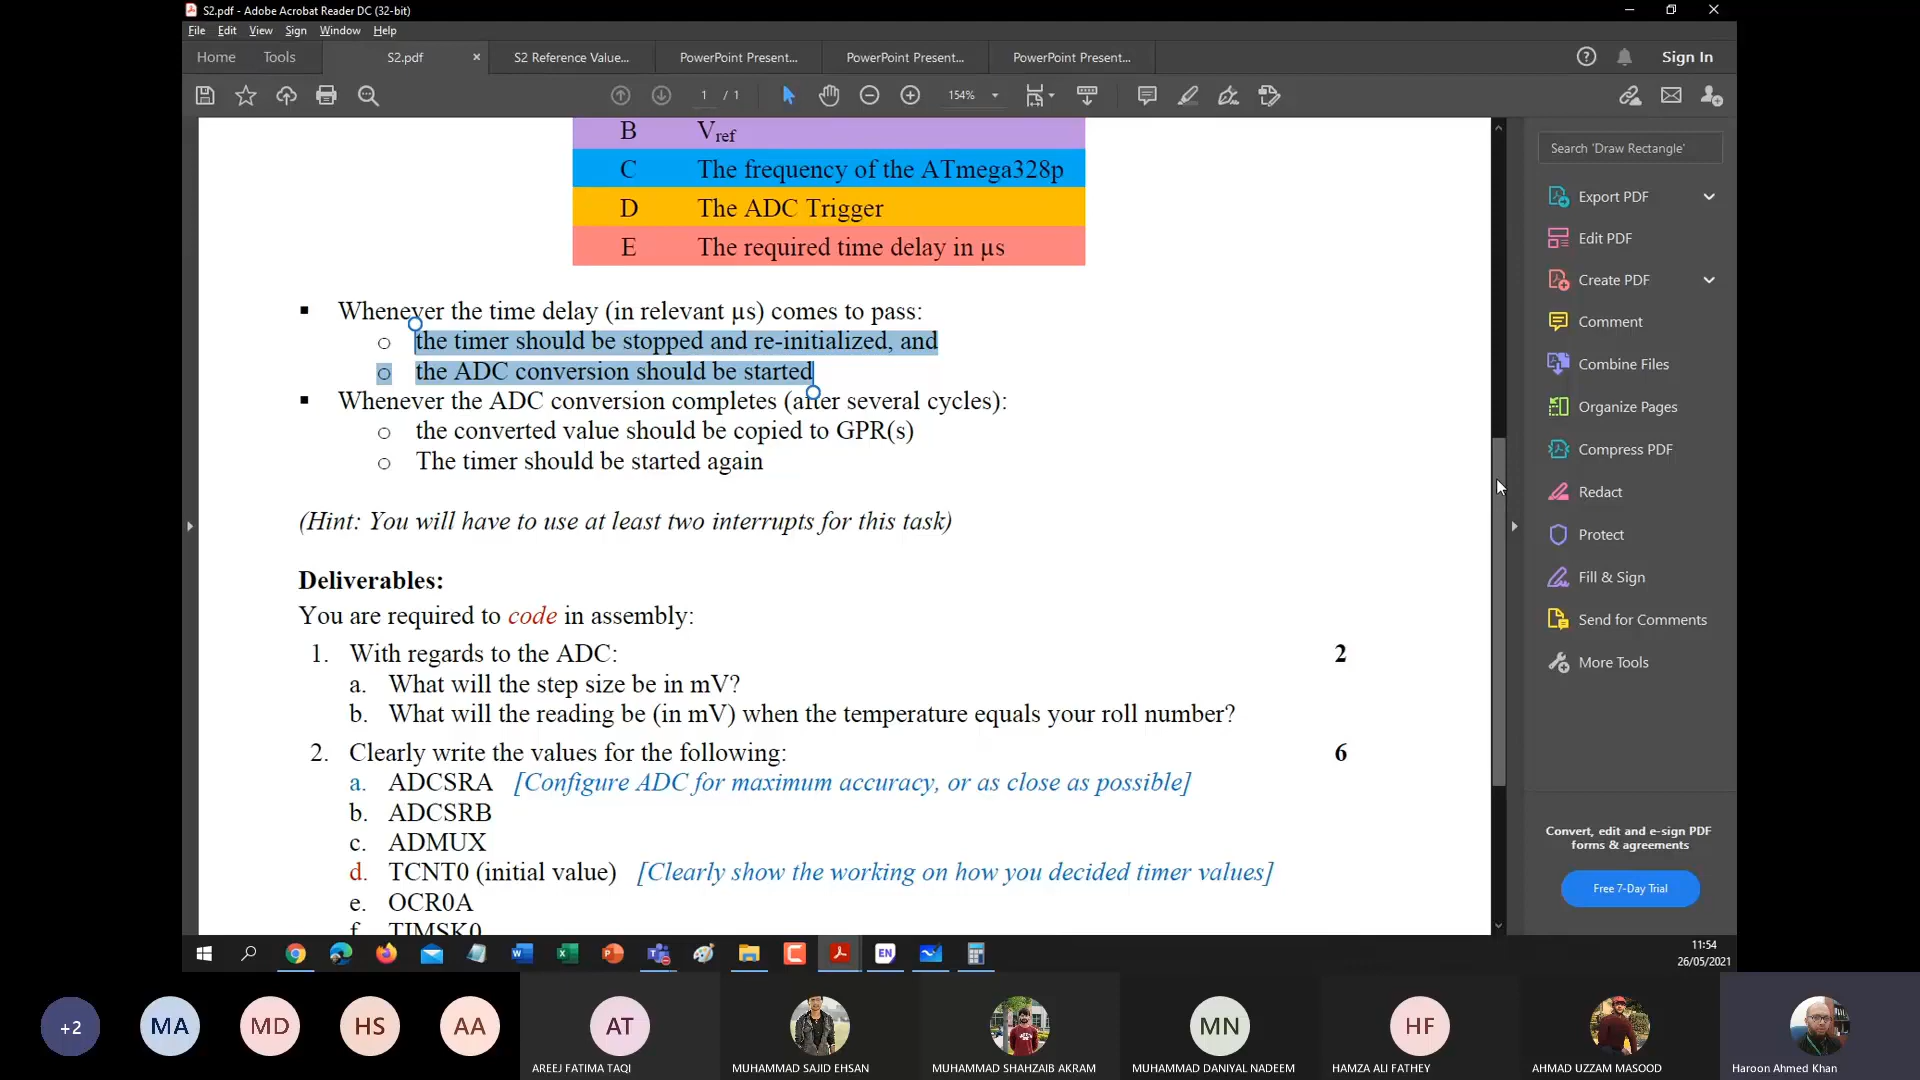 S2.pdf - Adobe Acrobat Reader DC (32-bit)
File Edit View Sign Window Help
Home Tools S2.pdf × S2 Reference Value... PowerPoint Present... PowerPoint Present... PowerPoint Present... Sign In
1 / 1 154%
B Vref
C The frequency of the ATmega328p
D The ADC Trigger
E The required time delay in µs
▪ Whenever the time delay (in relevant µs) comes to pass:
○ the timer should be stopped and re-initialized, and
○ the ADC conversion should be started
▪ Whenever the ADC conversion completes (after several cycles):
○ the converted value should be copied to GPR(s)
○ The timer should be started again
(Hint: You will have to use at least two interrupts for this task)
Deliverables:
You are required to code in assembly:
1. With regards to the ADC: 2
a. What will the step size be in mV?
b. What will the reading be (in mV) when the temperature equals your roll number?
2. Clearly write the values for the following: 6
a. ADCSRA [Configure ADC for maximum accuracy, or as close as possible]
b. ADCSRB
c. ADMUX
d. TCNT0 (initial value) [Clearly show the working on how you decided timer values]
e. OCR0A
f. TIMSK0
Search 'Draw Rectangle'
Export PDF
Edit PDF
Create PDF
Comment
Combine Files
Organize Pages
Compress PDF
Redact
Protect
Fill & Sign
Send for Comments
More Tools
Convert, edit and e-sign PDF
forms & agreements
Free 7-Day Trial
EN
11:54
26/05/2021
+2 MA MD HS AA AT MN HF
AREEJ FATIMA TAQI MUHAMMAD SAJID EHSAN MUHAMMAD SHAHZAIB AKRAM MUHAMMAD DANIYAL NADEEM HAMZA ALI FATHEY AHMAD UZZAM MASOOD Haroon Ahmed Khan